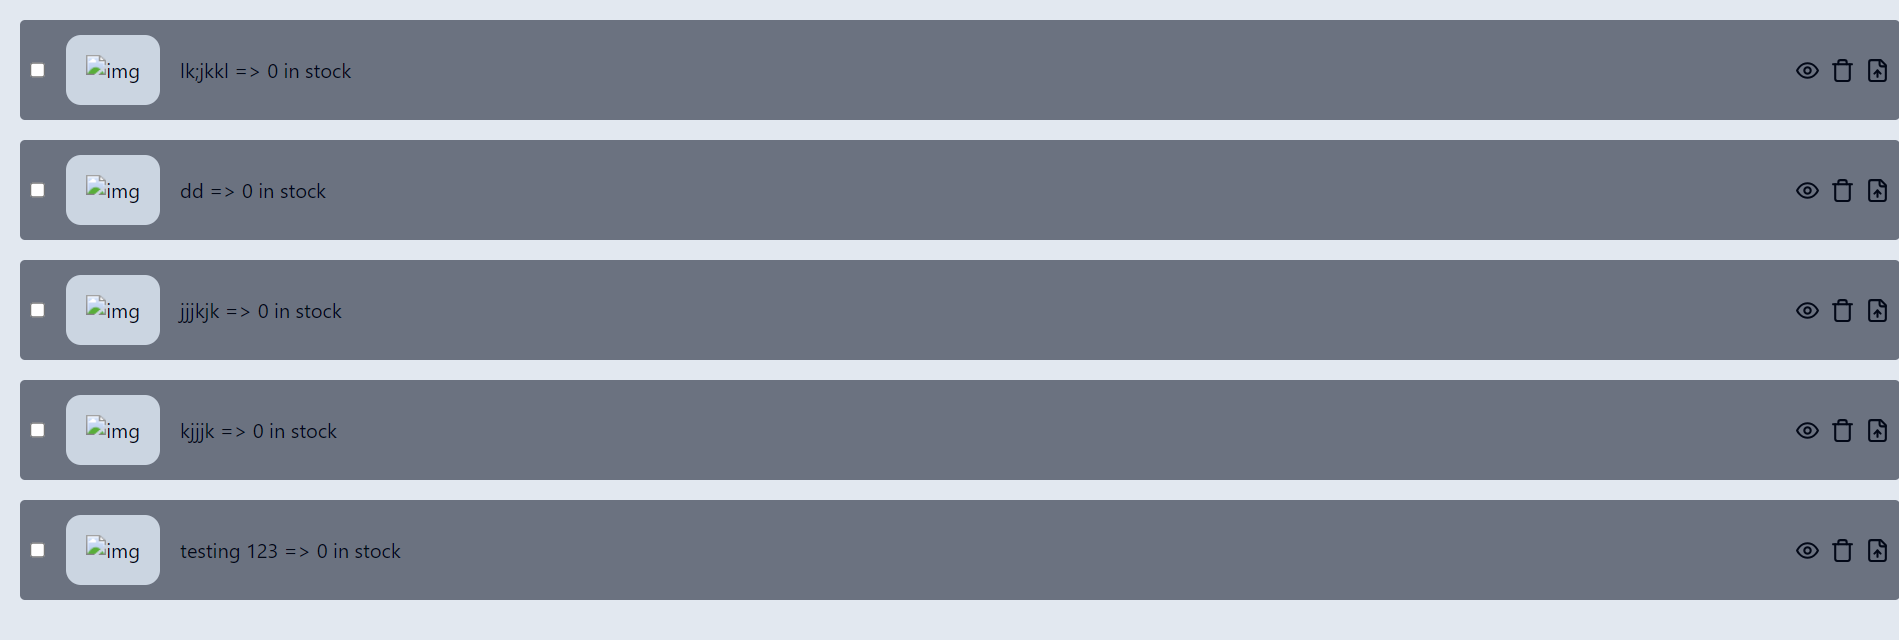 img lk;jkkl => 0 in stock
img dd => 0 in stock
img jjjkjk => 0 in stock
img kjjjk => 0 in stock
img testing 123 => 0 in stock